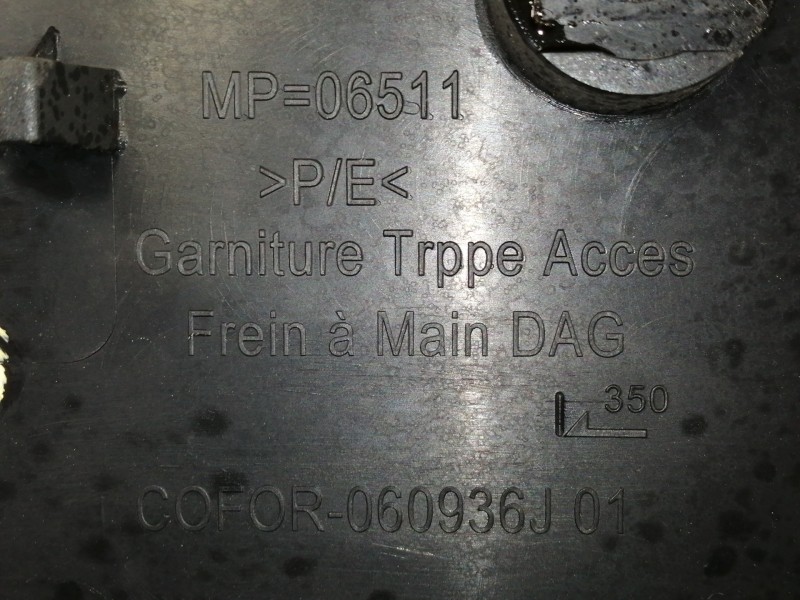 MP=06511
>P/E<
Garniture Trppe Acces
Frein à Main DAG
350
COFOR-060936J 01